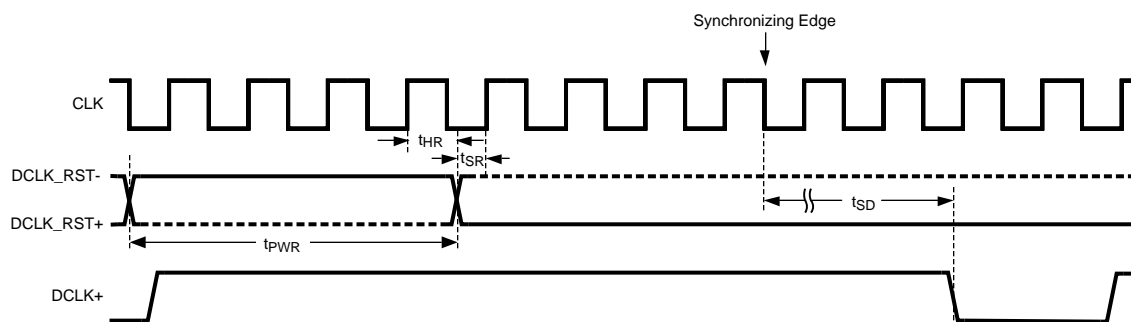 Synchronizing Edge
CLK
tHR
tSR
DCLK_RST-
DCLK_RST+
tSD
tPWR
DCLK+